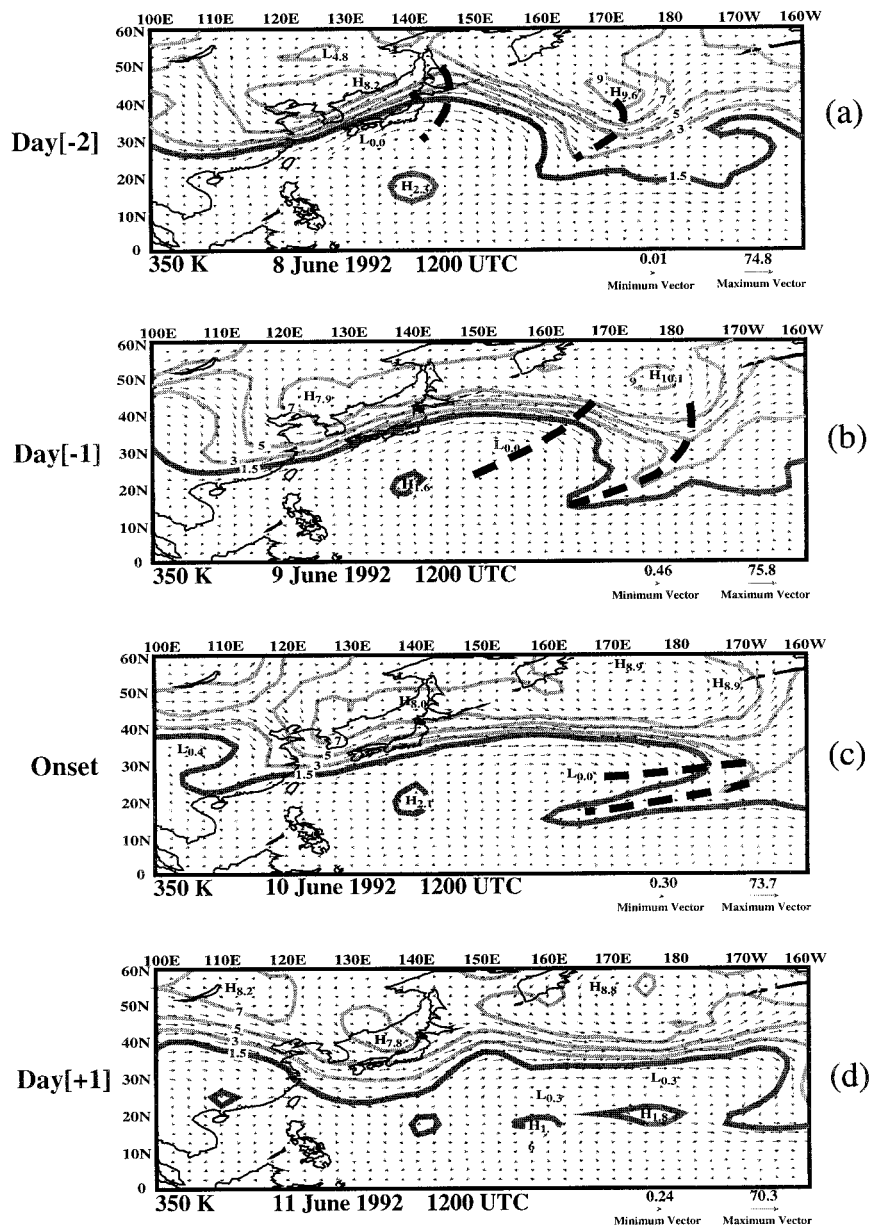 100E 110E 120E 130E 140E 150E 160E 170E 180 170W 160W
60N
50N
40N
30N
20N
10N
0
L4.8
H8.2
9
H9.6
7
5
3
L0.0
1.5
H2.3
Day[-2]
(a)
350 K 8 June 1992 1200 UTC
0.01 74.8
Minimum Vector Maximum Vector
100E 110E 120E 130E 140E 150E 160E 170E 180 170W 160W
60N
50N
40N
30N
20N
10N
0
H7.9
7
9
H10.1
5
3
1.5
L0.0
H1.6
Day[-1]
(b)
350 K 9 June 1992 1200 UTC
0.46 75.8
Minimum Vector Maximum Vector
100E 110E 120E 130E 140E 150E 160E 170E 180 170W 160W
60N
50N
40N
30N
20N
10N
0
H8.9
H8.9
H8.0
L0.4
7
5
3
1.5
L0.0
H2.1
Onset
(c)
350 K 10 June 1992 1200 UTC
0.30 73.7
Minimum Vector Maximum Vector
100E 110E 120E 130E 140E 150E 160E 170E 180 170W 160W
60N
50N
40N
30N
20N
10N
0
H8.2
H8.8
7
5
3
1.5
H7.8
L0.3
L0.3
H1.8
H1.
6
Day[+1]
(d)
350 K 11 June 1992 1200 UTC
0.24 70.3
Minimum Vector Maximum Vector